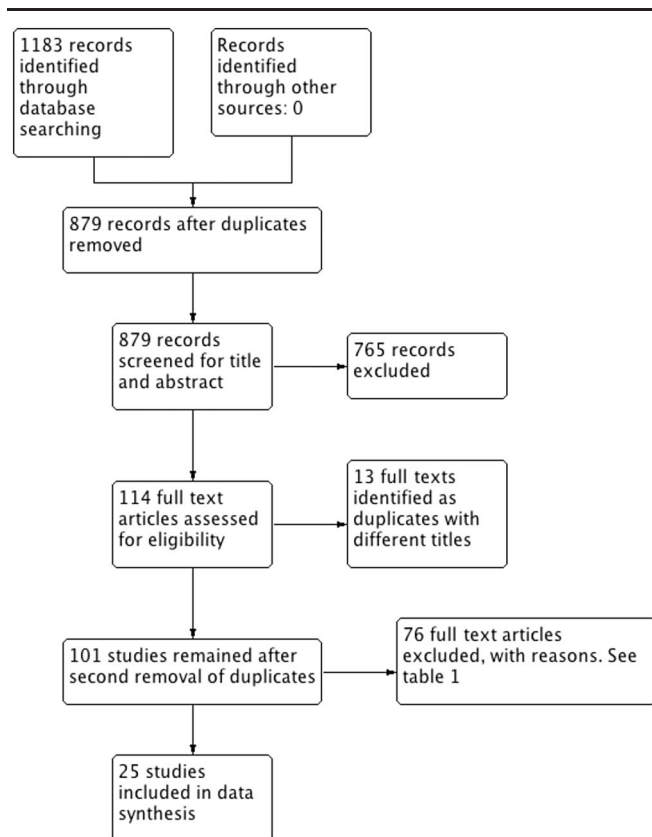 1183 records
identified
through
database
searching
Records
identified
through other
sources: 0
879 records after duplicates
removed
879 records
screened for title
and abstract
765 records
excluded
114 full text
articles assessed
for eligibility
13 full texts
identified as
duplicates with
different titles
101 studies remained after
second removal of duplicates
76 full text articles
excluded, with reasons. See
table 1
25 studies
included in data
synthesis